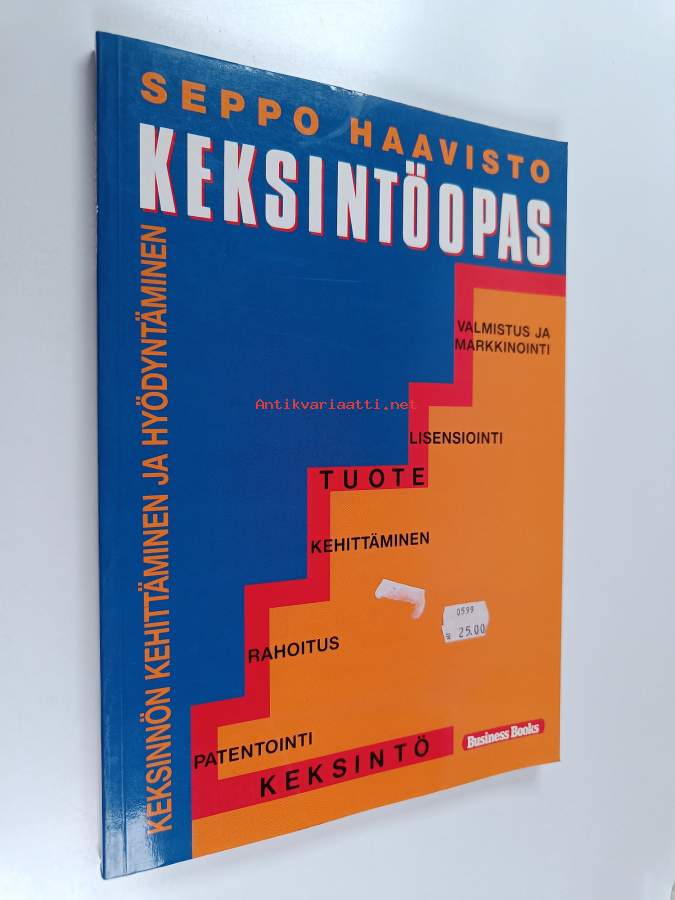 SEPPO HAAVISTO
KEKSINTÖOPAS
KEKSINNÖN KEHITTÄMINEN JA HYÖDYNTÄMINEN
VALMISTUS JA
MARKKINOINTI
Antikvariaatti.net
LISENSIOINTI
TUOTE
KEHITTÄMINEN
0599
25.00
RAHOITUS
PATENTOINTI
KEKSINTÖ
Business Books